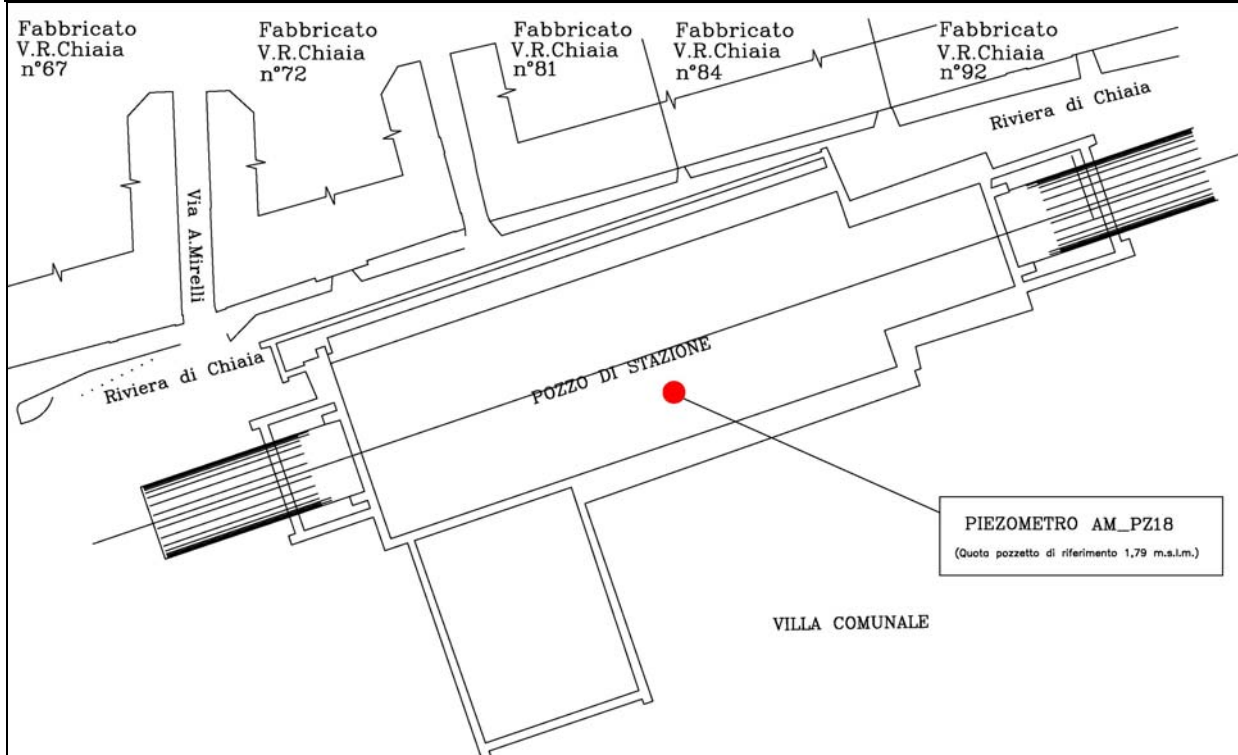 Fabbricato
V.R.Chiaia
n°67
Fabbricato
V.R.Chiaia
n°72
Fabbricato
V.R.Chiaia
n°81
Fabbricato
V.R.Chiaia
n°84
Fabbricato
V.R.Chiaia
n°92
Riviera di Chiaia
Via A.Mirelli
Riviera di Chiaia
POZZO DI STAZIONE
PIEZOMETRO AM_PZ18
(Quota pozzetto di riferimento 1,79 m.s.l.m.)
VILLA COMUNALE